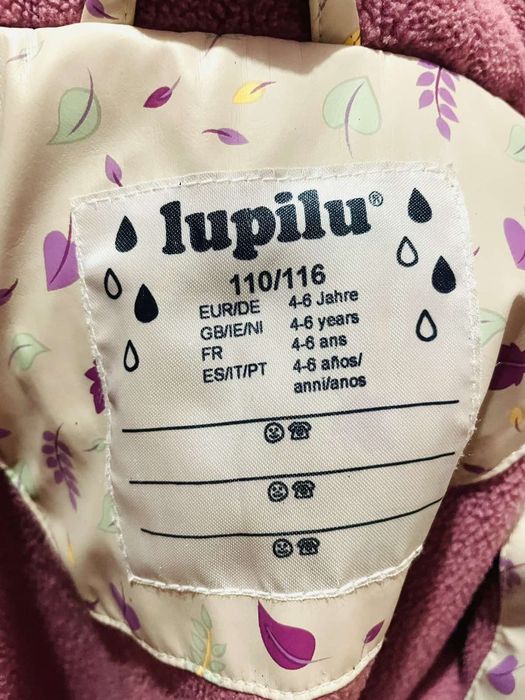 lupilu®
110/116
EUR/DE 4-6 Jahre
GB/IE/NI 4-6 years
FR 4-6 ans
ES/IT/PT 4-6 años/
anni/anos